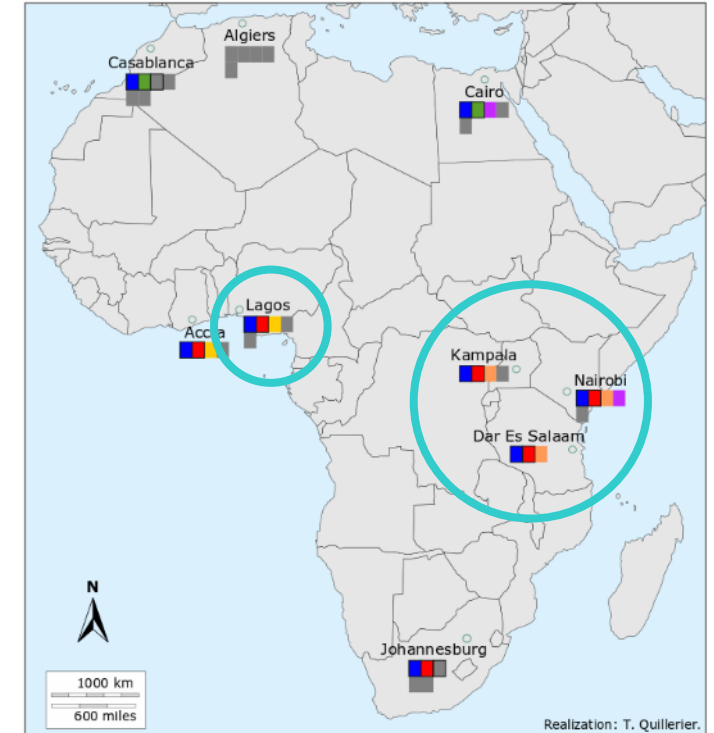 Algiers
Casablanca
Cairo
Lagos
Accra
Kampala
Nairobi
Dar Es Salaam
Johannesburg
N
1000 km
600 miles
Realization: T. Quillerier.